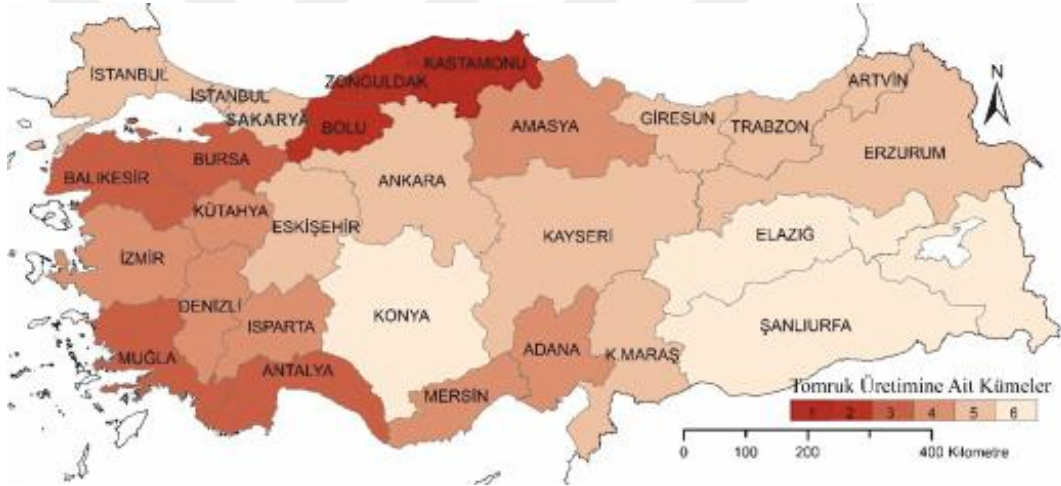 KASTAMONU
İSTANBUL
ZONGULDAK
ARTVİN
N
İSTANBUL
SAKARYA
BOLU
AMASYA
GİRESUN
TRABZON
BURSA
ERZURUM
BALIKESİR
ANKARA
KÜTAHYA
ESKİŞEHİR
KAYSERİ
ELAZIĞ
İZMİR
DENİZLİ
ISPARTA
KONYA
ŞANLIURFA
MUĞLA
ANTALYA
ADANA
K.MARAŞ
MERSİN
Tomruk Üretimine Ait Kümeler
1 2 3 4 5 6
0 100 200 400 Kilometre